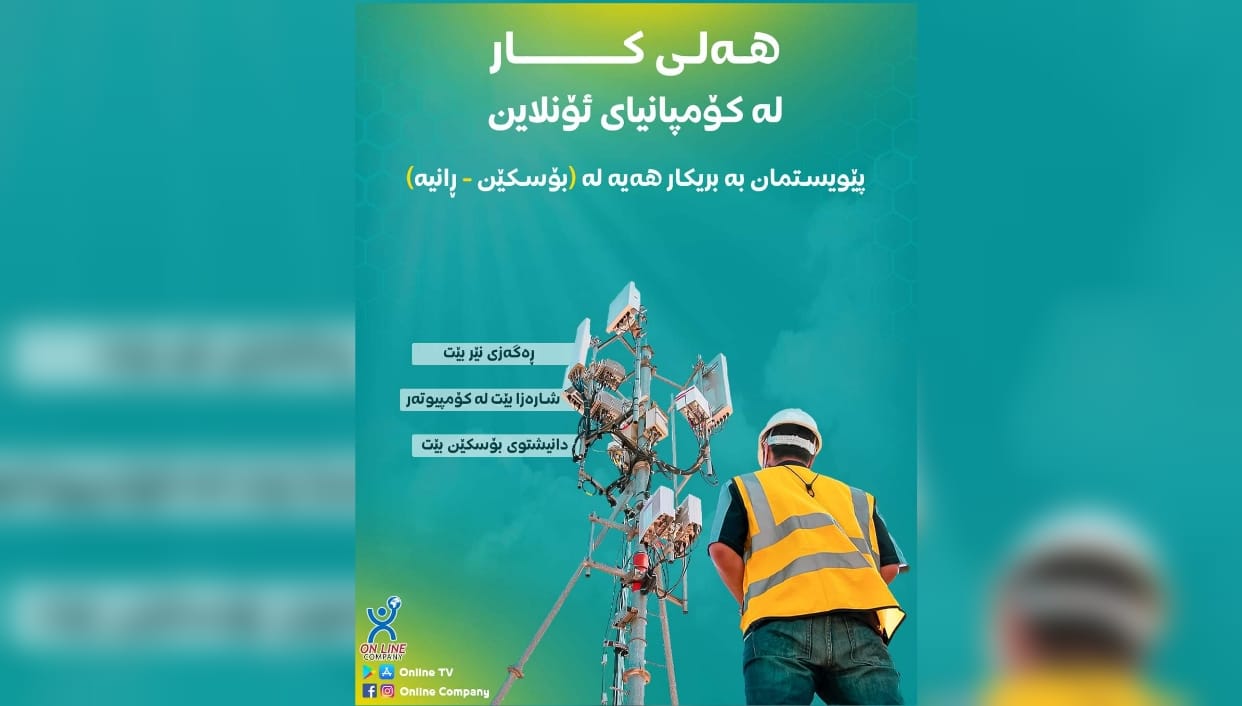 هەلی کـــــــــار
لە کۆمپانیای ئۆنلاین
پێویستمان بە بریکار هەیە لە (بۆسکێن - ڕانیە)
ڕەگەزی نێر بێت
شارەزا بێت لە کۆمپیوتەر
دانیشتوی بۆسکێن بێت
ON LINE
COMPANY
Online TV
Online Company